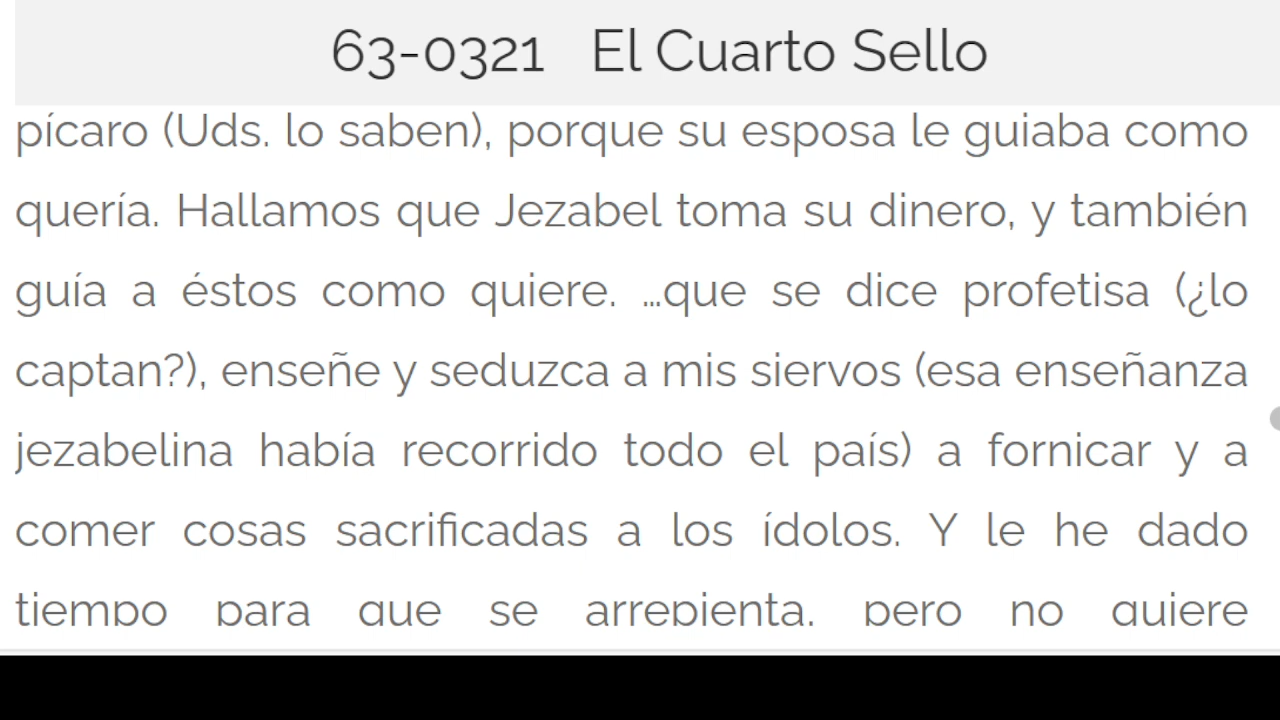 63-0321 El Cuarto Sello
pícaro (Uds. lo saben), porque su esposa le guiaba como
quería. Hallamos que Jezabel toma su dinero, y también
guía a éstos como quiere. ...que se dice profetisa (¿lo
captan?), enseñe y seduzca a mis siervos (esa enseñanza
jezabelina había recorrido todo el país) a fornicar y a
comer cosas sacrificadas a los ídolos. Y le he dado
tiempo para que se arrepienta, pero no quiere